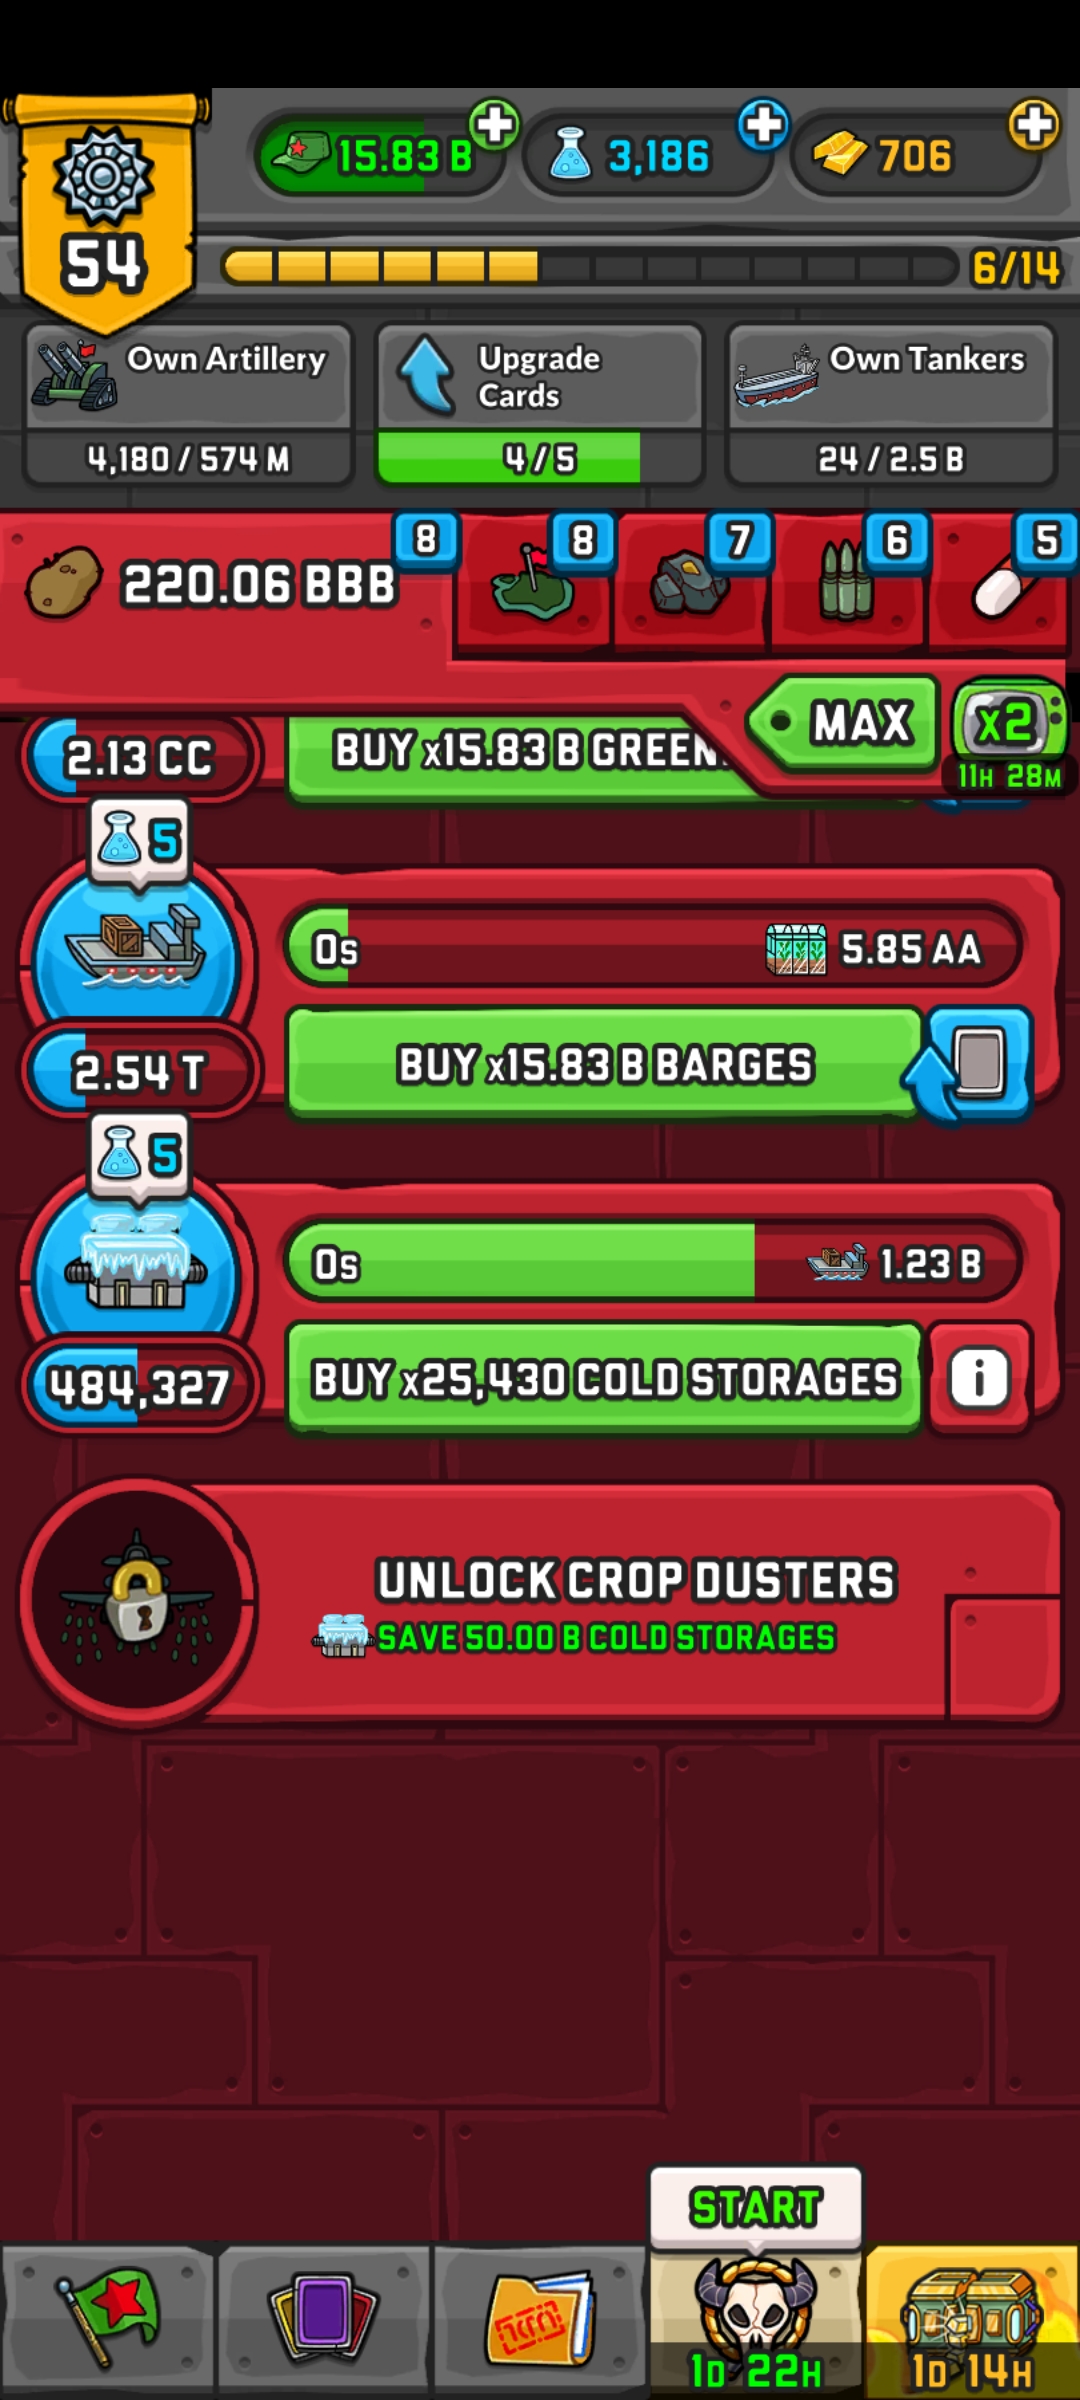 15.83 B
3,186
706
54
6/14
Own Artillery
4,180 / 574 M
Upgrade
Cards
4 / 5
Own Tankers
24 / 2.5 B
220.06 BBB
8
8
7
6
5
MAX
x2
11H 28M
2.13 CC
BUY x15.83 B GREEN
5
0s
5.85 AA
2.54 T
BUY x15.83 B BARGES
5
0s
1.23 B
484,327
BUY x25,430 COLD STORAGES
i
UNLOCK CROP DUSTERS
SAVE 50.00 B COLD STORAGES
START
1D 22H
1D 14H